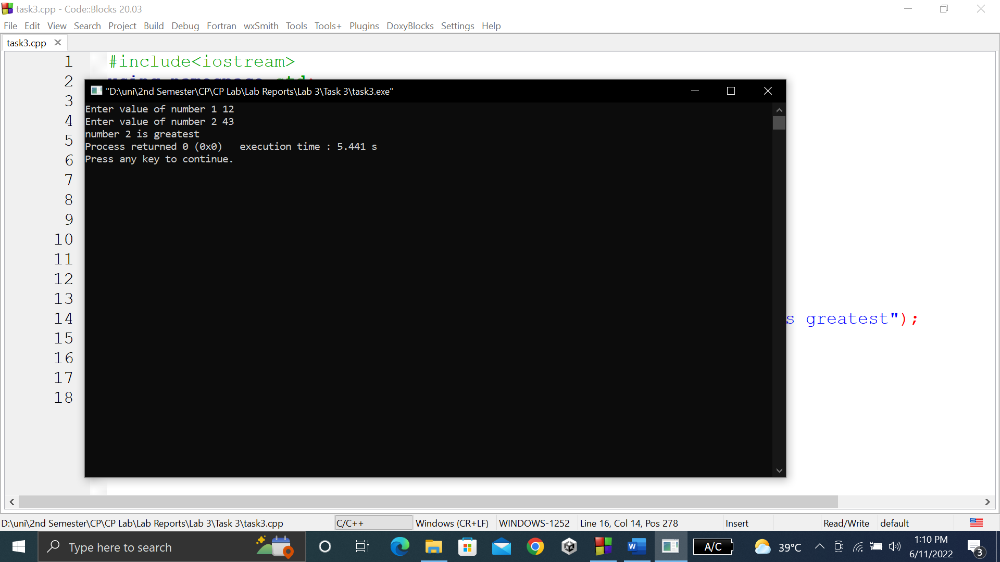 task3.cpp - Code::Blocks 20.03
File Edit View Search Project Build Debug Fortran wxSmith Tools Tools+ Plugins DoxyBlocks Settings Help
task3.cpp
1 #include<iostream>
2 using namespace std;
"D:\uni\2nd Semester\CP\CP Lab\Lab Reports\Lab 3\Task 3\task3.exe"
3
Enter value of number 1 12
4 Enter value of number 2 43
number 2 is greatest
5 Process returned 0 (0x0)   execution time : 5.441 s
6 Press any key to continue.
7
8
9
10
11
12
13
14 s greatest");
15
16
17
18
D:\uni\2nd Semester\CP\CP Lab\Lab Reports\Lab 3\Task 3\task3.cpp C/C++ Windows (CR+LF) WINDOWS-1252 Line 16, Col 14, Pos 278 Insert Read/Write default
Type here to search A/C 39°C 1:10 PM
6/11/2022 3